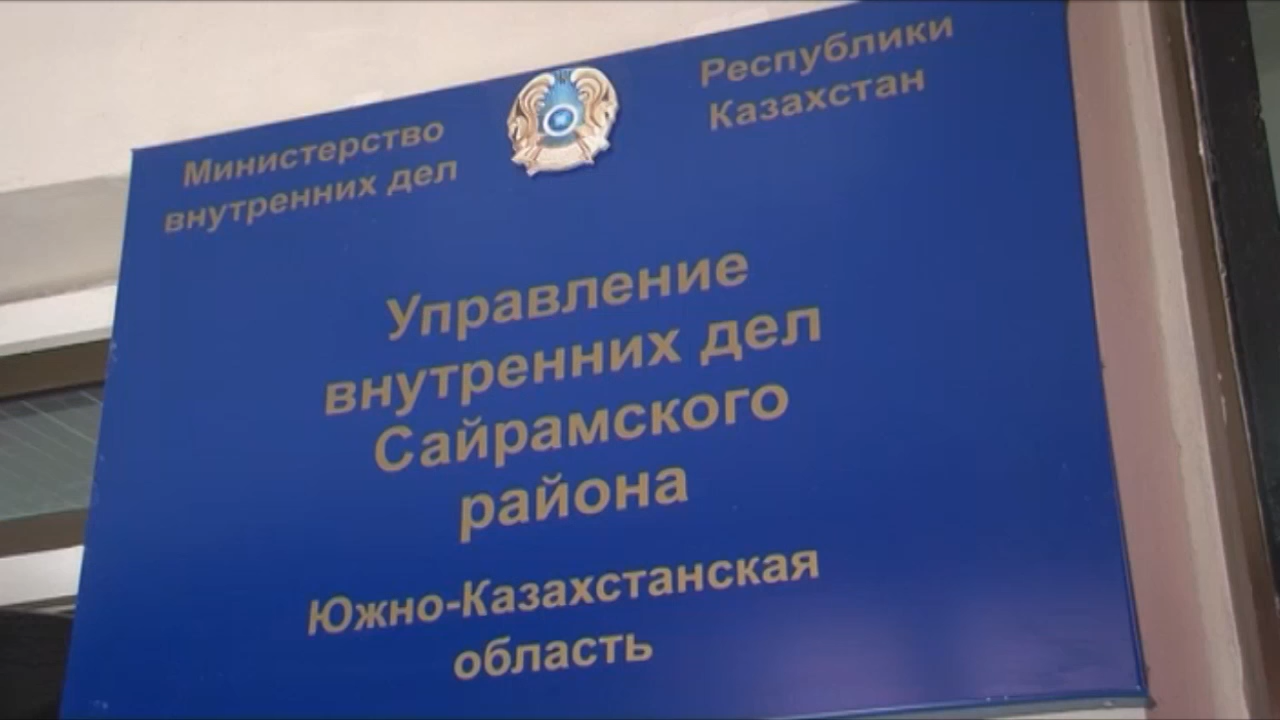 Министерство
внутренних дел
Республики
Казахстан
Управление
внутренних дел
Сайрамского
района
Южно-Казахстанская
область